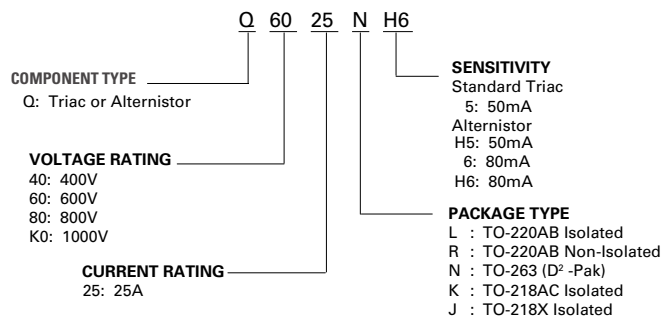 Q 60 25 N H6
COMPONENT TYPE
Q: Triac or Alternistor
VOLTAGE RATING
40: 400V
60: 600V
80: 800V
K0: 1000V
CURRENT RATING
25: 25A
SENSITIVITY
Standard Triac
5: 50mA
Alternistor
H5: 50mA
6: 80mA
H6: 80mA
PACKAGE TYPE
L : TO-220AB Isolated
R : TO-220AB Non-Isolated
N : TO-263 (D² -Pak)
K : TO-218AC Isolated
J : TO-218X Isolated